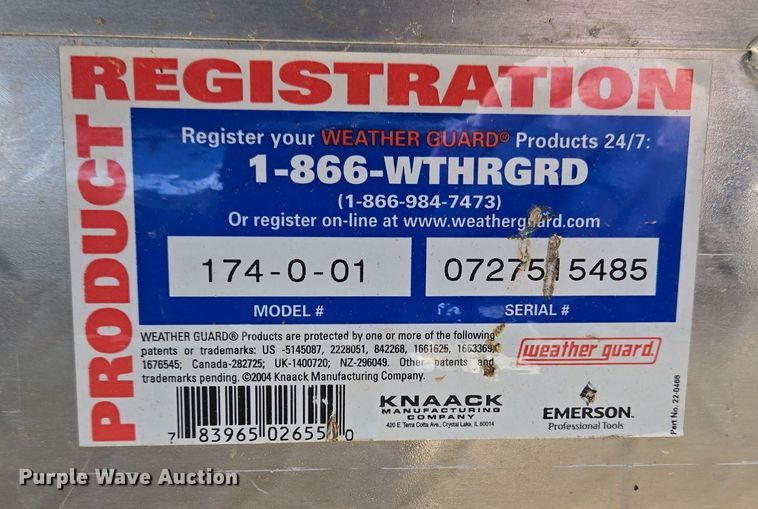 PRODUCT
REGISTRATION
Register your WEATHER GUARD® Products 24/7:
1-866-WTHRGRD
(1-866-984-7473)
Or register on-line at www.weatherguard.com
174-0-01
0727515485
MODEL #
SERIAL #
WEATHER GUARD® Products are protected by one or more of the following
patents or trademarks: US -5145087, 2228051, 842268, 1661625, 1663369,
1676545; Canada-282725; UK-1400720; NZ-296049. Other patents and
trademarks pending. ©2004 Knaack Manufacturing Company.
weather guard.
KNAACK
MANUFACTURING
COMPANY
420 E. Terra Cotta Ave., Crystal Lake, IL 60014
EMERSON.
Professional Tools
Part No. 22-0466
7 83965 02655 0
Purple Wave Auction